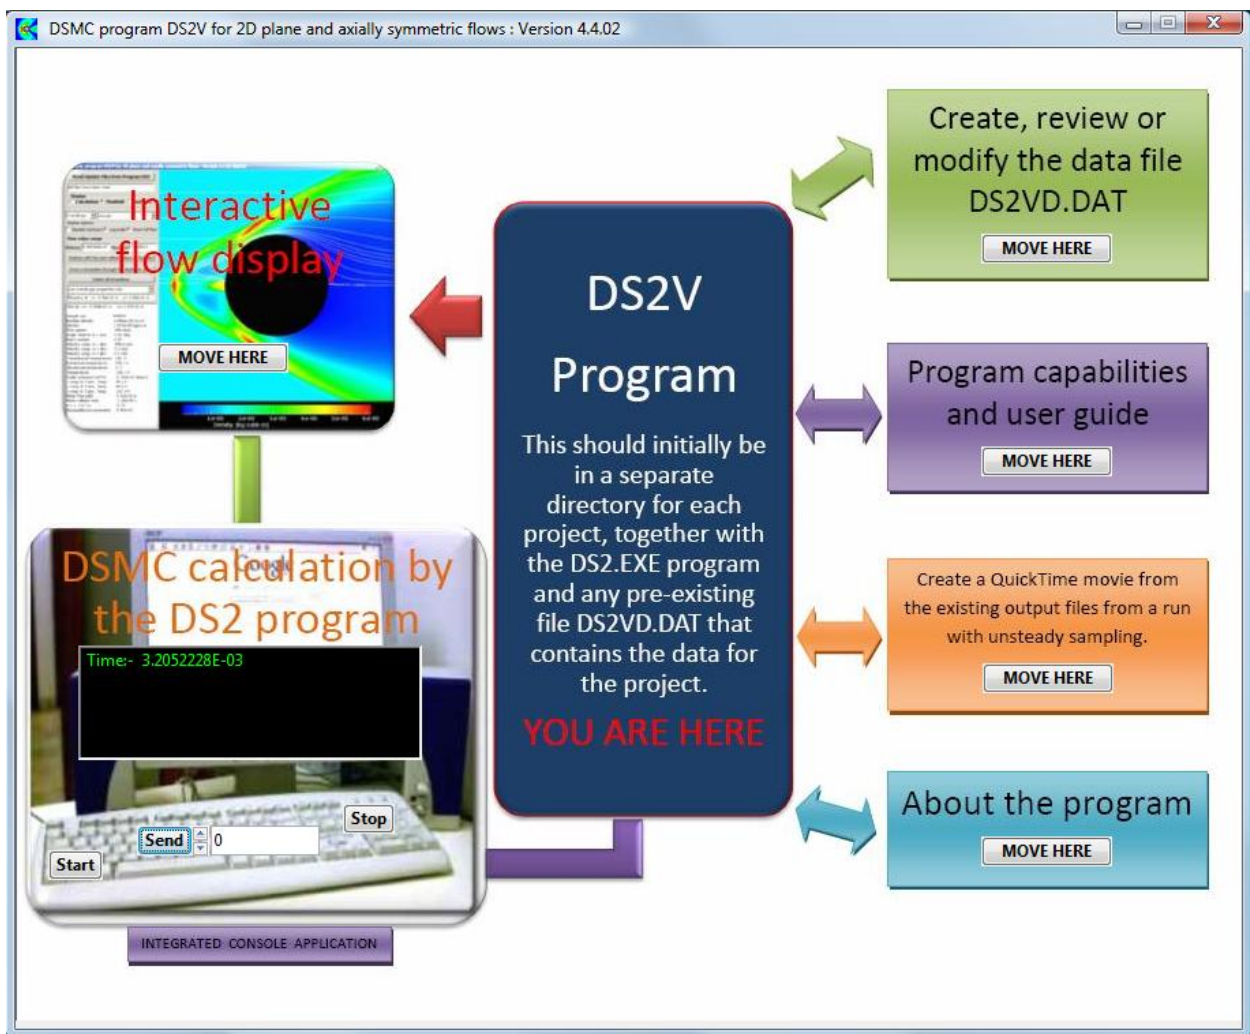 DSMC program DS2V for 2D plane and axially symmetric flows : Version 4.4.02
Interactive
flow display
MOVE HERE
DSMC calculation by
the DS2 program
Google
Time:- 3.2052228E-03
Send
0
Stop
Start
INTEGRATED CONSOLE APPLICATION
DS2V
Program
This should initially be
in a separate
directory for each
project, together with
the DS2.EXE program
and any pre-existing
file DS2VD.DAT that
contains the data for
the project.
YOU ARE HERE
Create, review or
modify the data file
DS2VD.DAT
MOVE HERE
Program capabilities
and user guide
MOVE HERE
Create a QuickTime movie from
the existing output files from a run
with unsteady sampling.
MOVE HERE
About the program
MOVE HERE